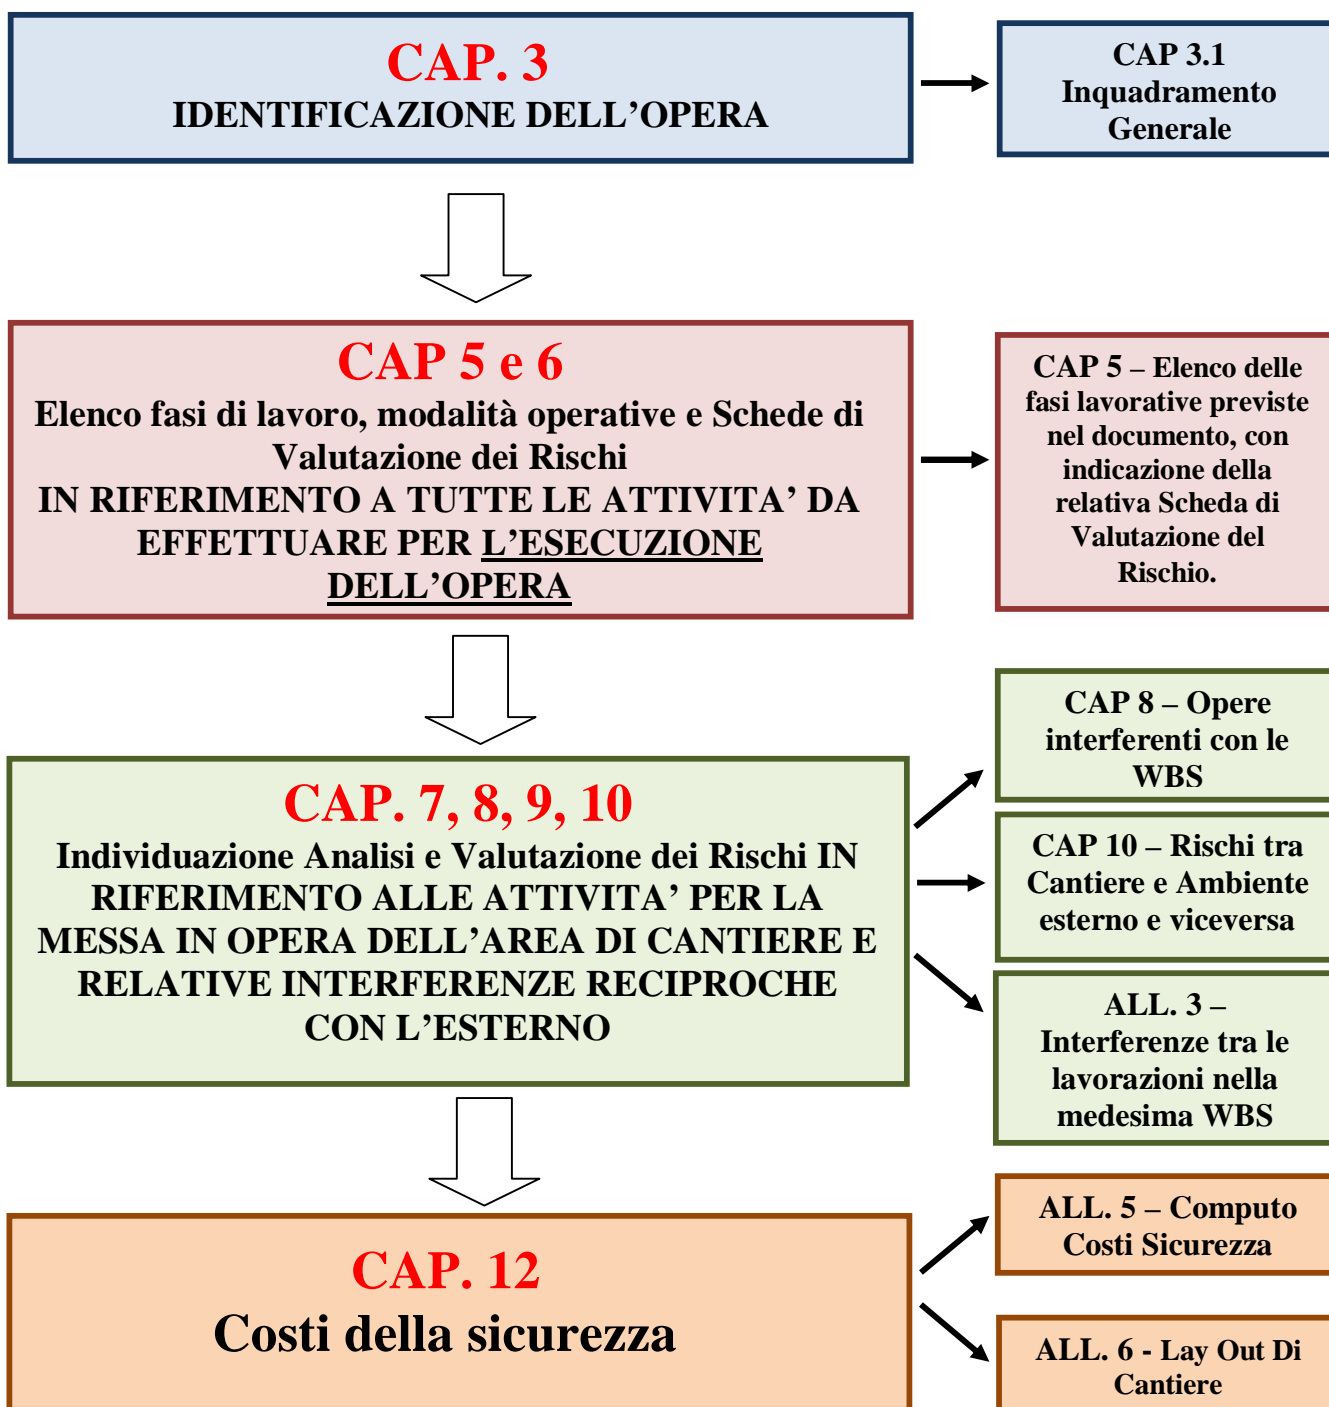 CAP. 3
IDENTIFICAZIONE DELL’OPERA
CAP 3.1
Inquadramento
Generale
CAP 5 e 6
Elenco fasi di lavoro, modalità operative e Schede di
Valutazione dei Rischi
IN RIFERIMENTO A TUTTE LE ATTIVITA’ DA
EFFETTUARE PER L’ESECUZIONE
DELL’OPERA
CAP 5 – Elenco delle
fasi lavorative previste
nel documento, con
indicazione della
relativa Scheda di
Valutazione del
Rischio.
CAP. 7, 8, 9, 10
Individuazione Analisi e Valutazione dei Rischi IN
RIFERIMENTO ALLE ATTIVITA’ PER LA
MESSA IN OPERA DELL’AREA DI CANTIERE E
RELATIVE INTERFERENZE RECIPROCHE
CON L’ESTERNO
CAP 8 – Opere
interferenti con le
WBS
CAP 10 – Rischi tra
Cantiere e Ambiente
esterno e viceversa
ALL. 3 –
Interferenze tra le
lavorazioni nella
medesima WBS
CAP. 12
Costi della sicurezza
ALL. 5 – Computo
Costi Sicurezza
ALL. 6 - Lay Out Di
Cantiere